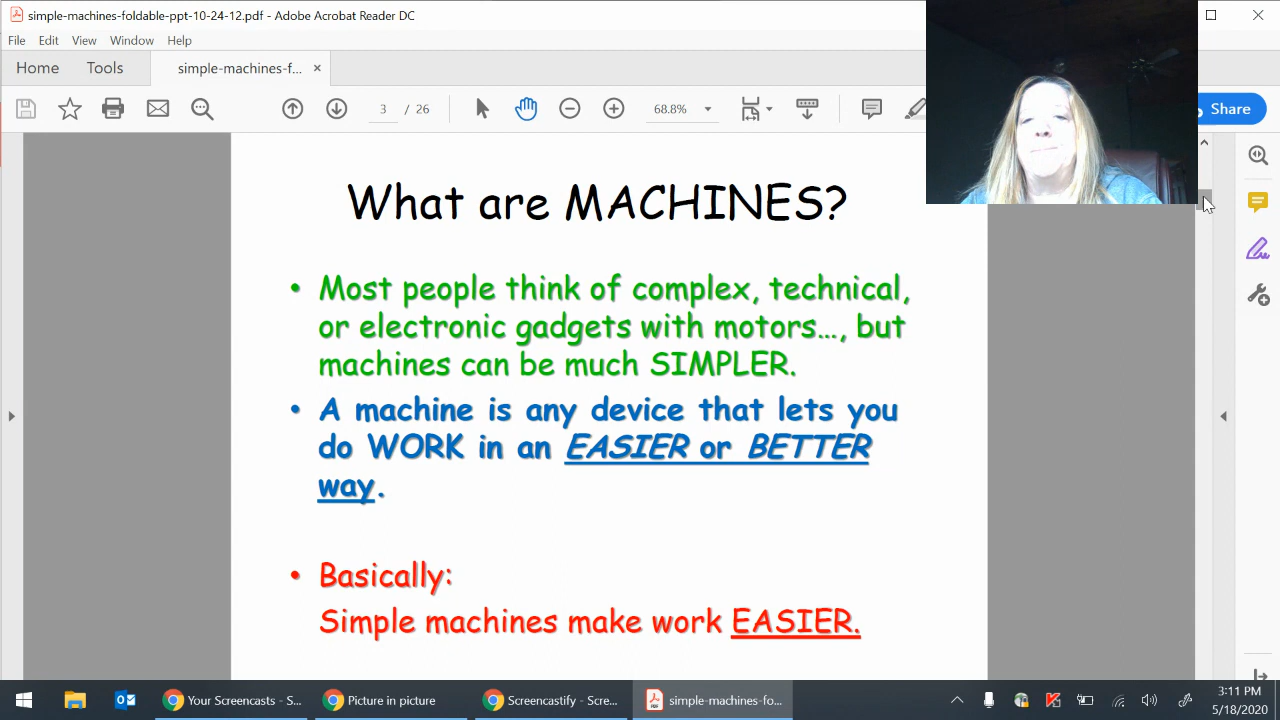 simple-machines-foldable-ppt-10-24-12.pdf - Adobe Acrobat Reader DC
File Edit View Window Help
Home Tools simple-machines-f... ×
3 / 26 68.8% Share
What are MACHINES?
• Most people think of complex, technical,
or electronic gadgets with motors…, but
machines can be much SIMPLER.
• A machine is any device that lets you
do WORK in an EASIER or BETTER
way.
• Basically:
Simple machines make work EASIER.
Your Screencasts - S... Picture in picture Screencastify - Scre... simple-machines-fo... 3:11 PM
5/18/2020